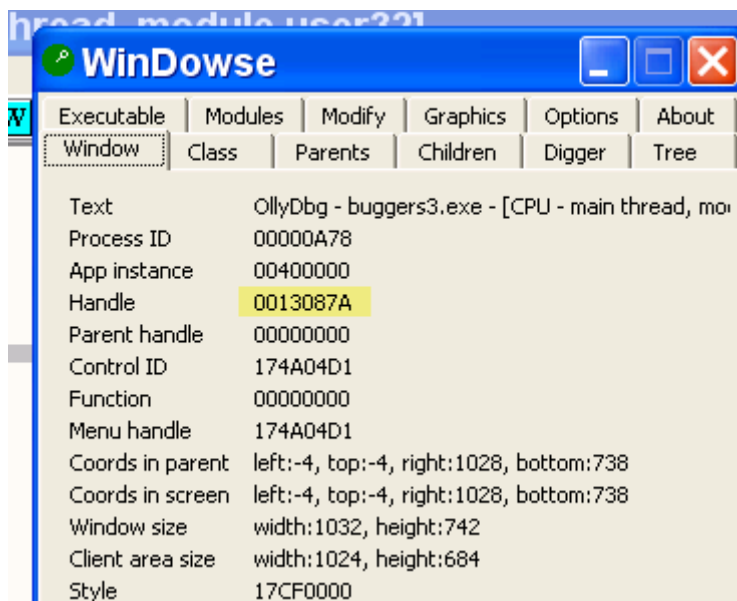 hread, module user32]
WinDowse
W
Executable Modules Modify Graphics Options About
Window Class Parents Children Digger Tree
Text OllyDbg - buggers3.exe - [CPU - main thread, mo
Process ID 00000A78
App instance 00400000
Handle 0013087A
Parent handle 00000000
Control ID 174A04D1
Function 00000000
Menu handle 174A04D1
Coords in parent left:-4, top:-4, right:1028, bottom:738
Coords in screen left:-4, top:-4, right:1028, bottom:738
Window size width:1032, height:742
Client area size width:1024, height:684
Style 17CF0000